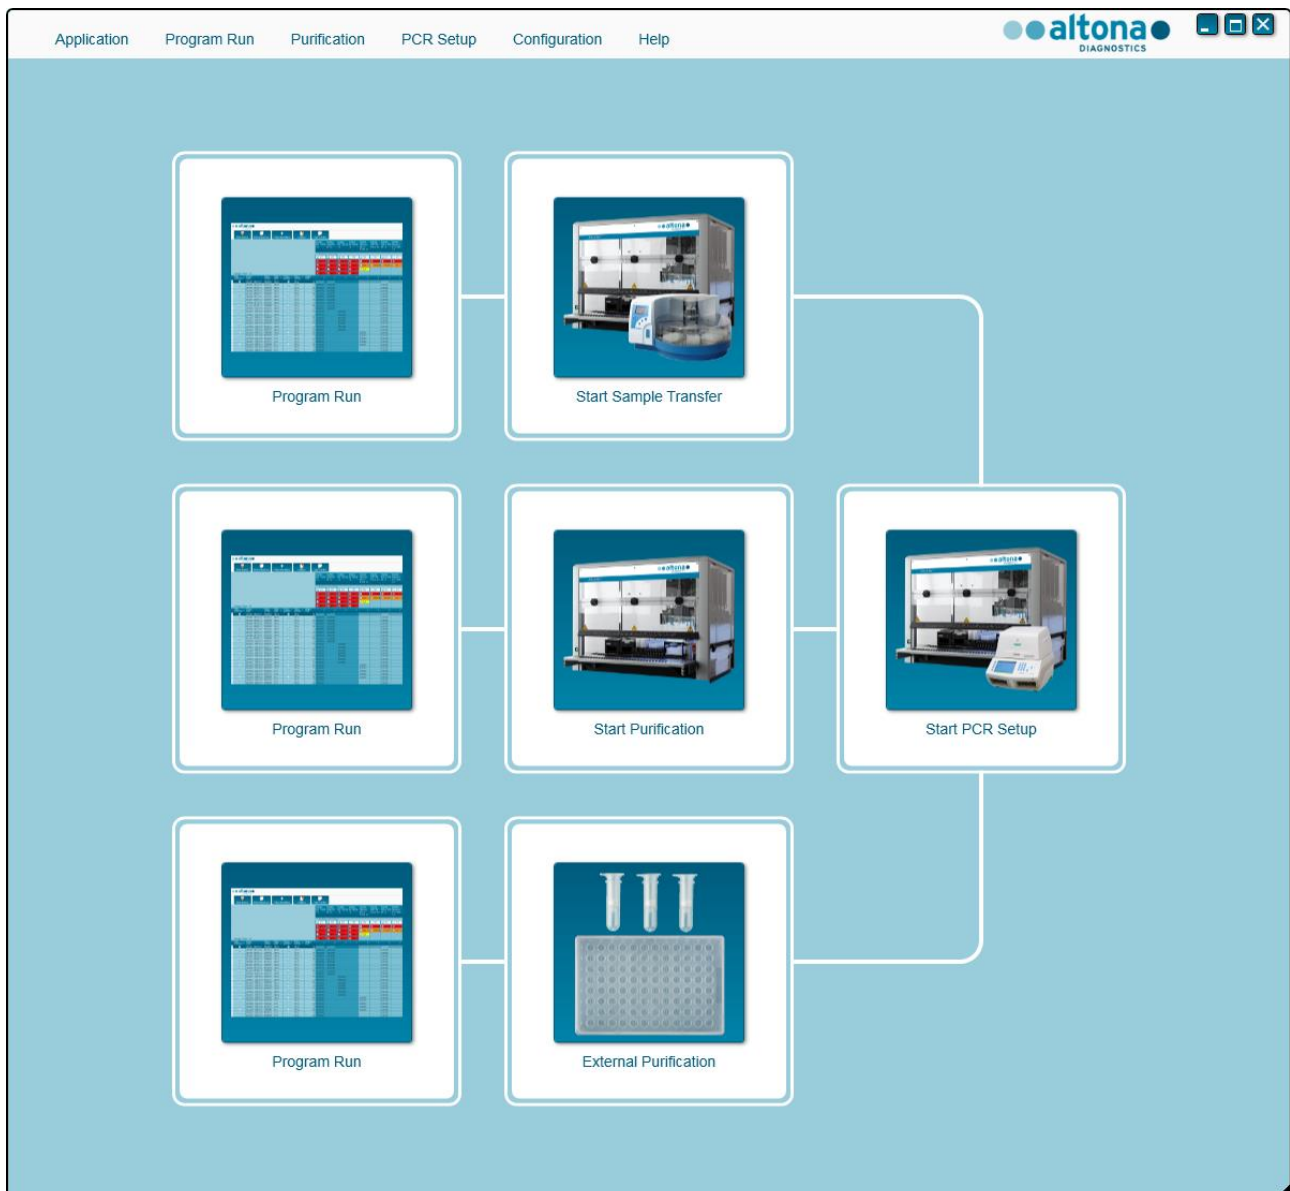 Application Program Run Purification PCR Setup Configuration Help
altona
DIAGNOSTICS
Program Run
Start Sample Transfer
Program Run
Start Purification
Start PCR Setup
Program Run
External Purification